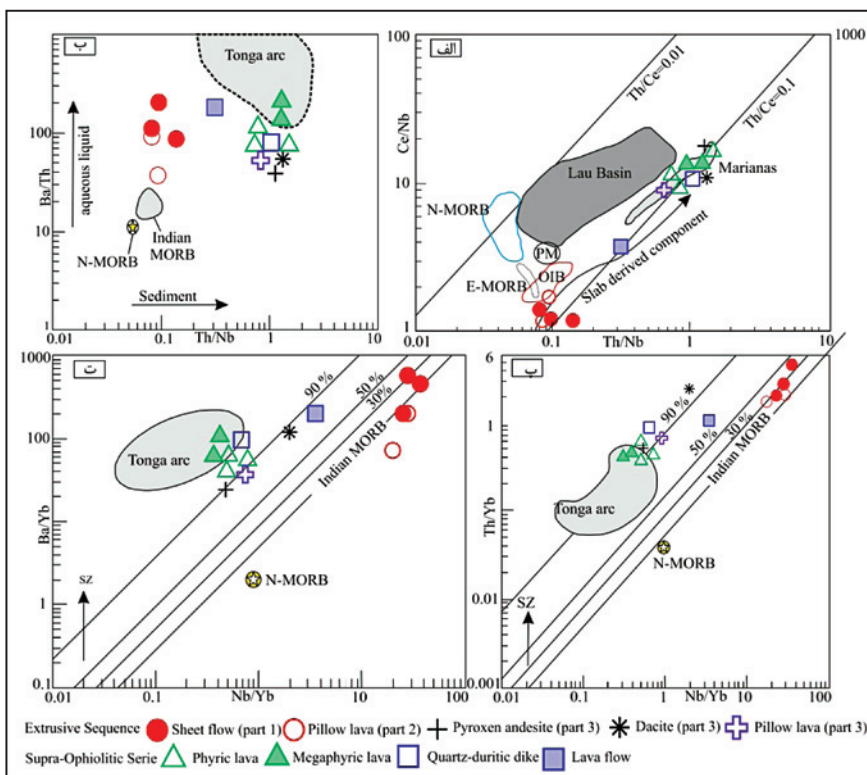 ب
Tonga arc
aqueous liquid
Indian
MORB
N-MORB
Sediment
Ba/Th
1000
100
10
1
0.01
0.1
1
10
Th/Nb
الف
Th/Ce=0.01
Th/Ce=0.1
Lau Basin
Marianas
N-MORB
PM
OIB
E-MORB
Slab derived component
Ce/Nb
100
10
1
0.01
0.1
1
10
1000
Th/Nb
ت
90 %
50 %
30%
Tonga arc
Indian MORB
N-MORB
SZ
Ba/Yb
1000
100
1
0.1
0.01
0.1
1
10
100
Nb/Yb
پ
90 %
50 %
30 %
Indian MORB
Tonga arc
N-MORB
SZ
Th/Yb
6
1
0.01
0.001
0.01
0.1
1
10
100
Nb/Yb
Extrusive Sequence Sheet flow (part 1) Pillow lava (part 2) Pyroxen andesite (part 3) Dacite (part 3) Pillow lava (part 3)
Supra-Ophiolitic Serie Phyric lava Megaphyric lava Quartz-duritic dike Lava flow